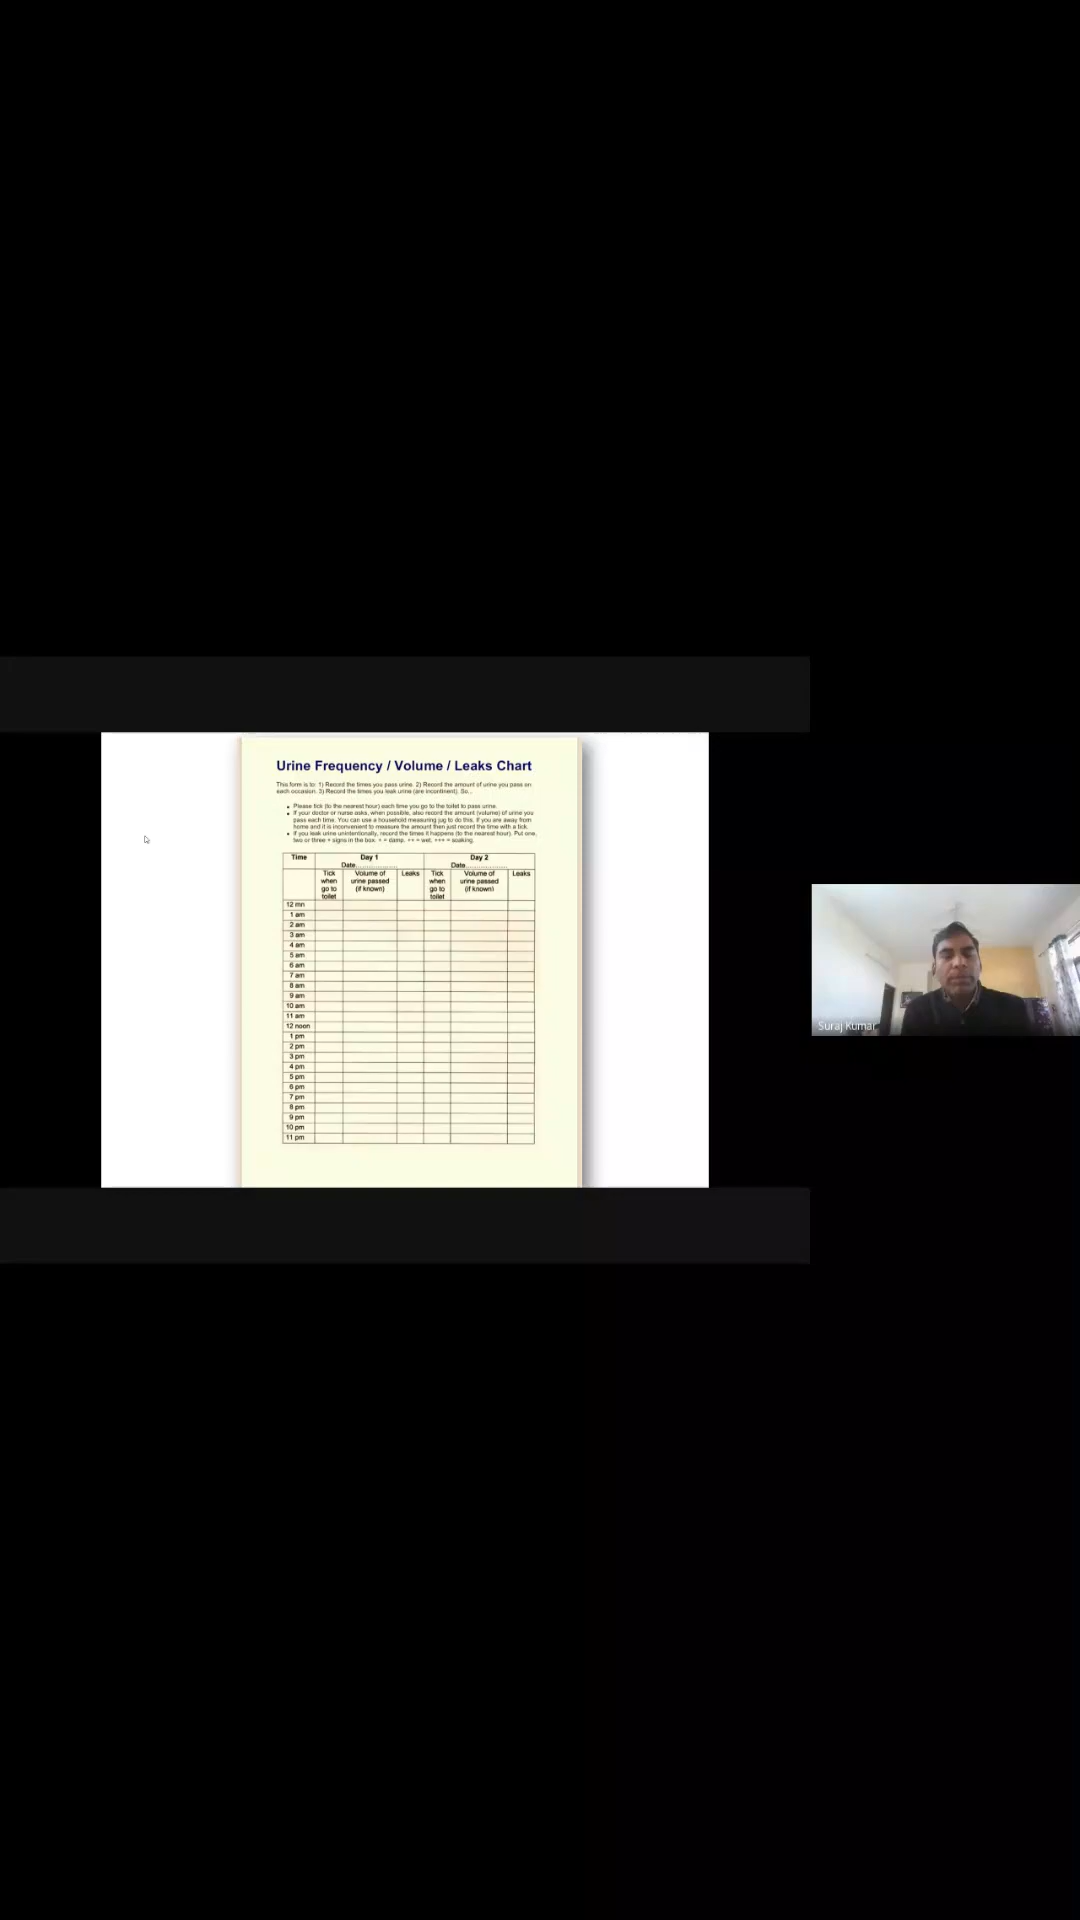 Urine Frequency / Volume / Leaks Chart
This form is to: 1) Record the times you pass urine. 2) Record the amount of urine you pass on
each occasion. 3) Record the times you leak urine (are incontinent). So...
• Please tick (to the nearest hour) each time you go to the toilet to pass urine.
• If your doctor or nurse asks, when possible, also record the amount (volume) of urine you
pass each time. You can use a household measuring jug to do this. If you are away from
home and it is inconvenient to measure the amount then just record the time with a tick.
• If you leak urine unintentionally, record the times it happens (to the nearest hour). Put one,
two or three + signs in the box. + = damp, ++ = wet, +++ = soaking.
Time Day 1 Day 2
Date.................. Date..................
Tick Volume of Leaks Tick Volume of Leaks
when urine passed when urine passed
go to (if known) go to (if known)
toilet toilet
12 mn
1 am
2 am
3 am
4 am
5 am
6 am
7 am
8 am
9 am
10 am
11 am
12 noon
1 pm
2 pm
3 pm
4 pm
5 pm
6 pm
7 pm
8 pm
9 pm
10 pm
11 pm
Suraj Kumar